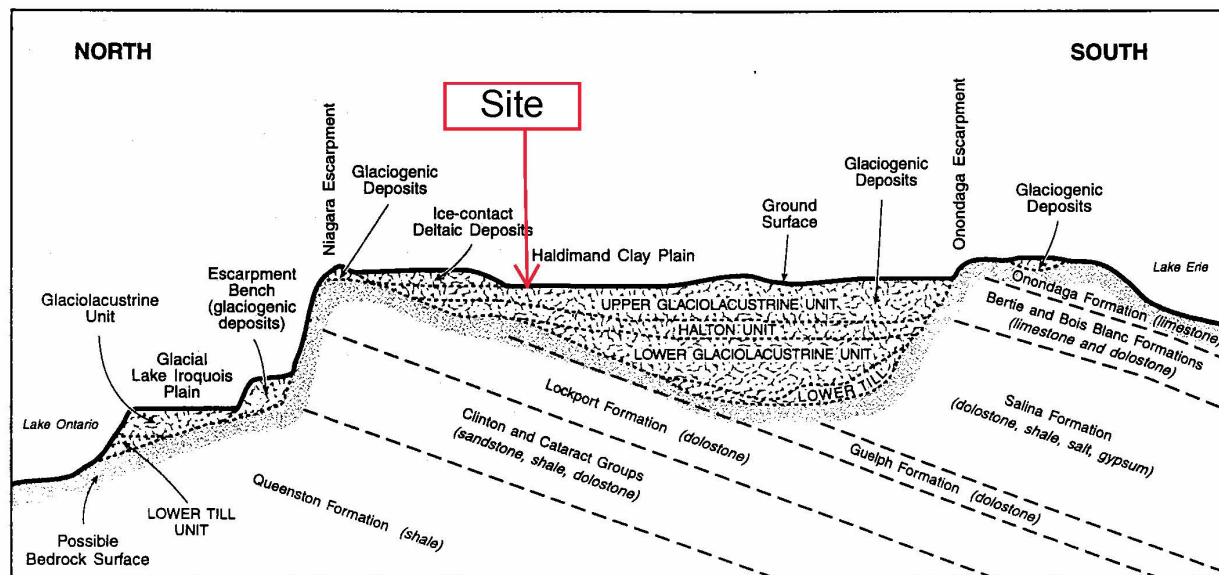 NORTH
SOUTH
Site
Niagara Escarpment
Glaciogenic
Deposits
Ice-contact
Deltaic Deposits
Haldimand Clay Plain
Ground
Surface
Glaciogenic
Deposits
Onondaga Escarpment
Glaciogenic
Deposits
Lake Erie
Escarpment
Bench
(glaciogenic
deposits)
Glaciolacustrine
Unit
Glacial
Lake Iroquois
Plain
Lake Ontario
UPPER GLACIOLACUSTRINE UNIT
HALTON UNIT
LOWER GLACIOLACUSTRINE UNIT
LOWER TILL
Onondaga Formation (limestone)
Bertie and Bois Blanc Formations
(limestone and dolostone)
Salina Formation
(dolostone, shale, salt, gypsum)
Lockport Formation (dolostone)
Guelph Formation (dolostone)
Clinton and Cataract Groups
(sandstone, shale, dolostone)
Queenston Formation (shale)
LOWER TILL
UNIT
Possible
Bedrock Surface